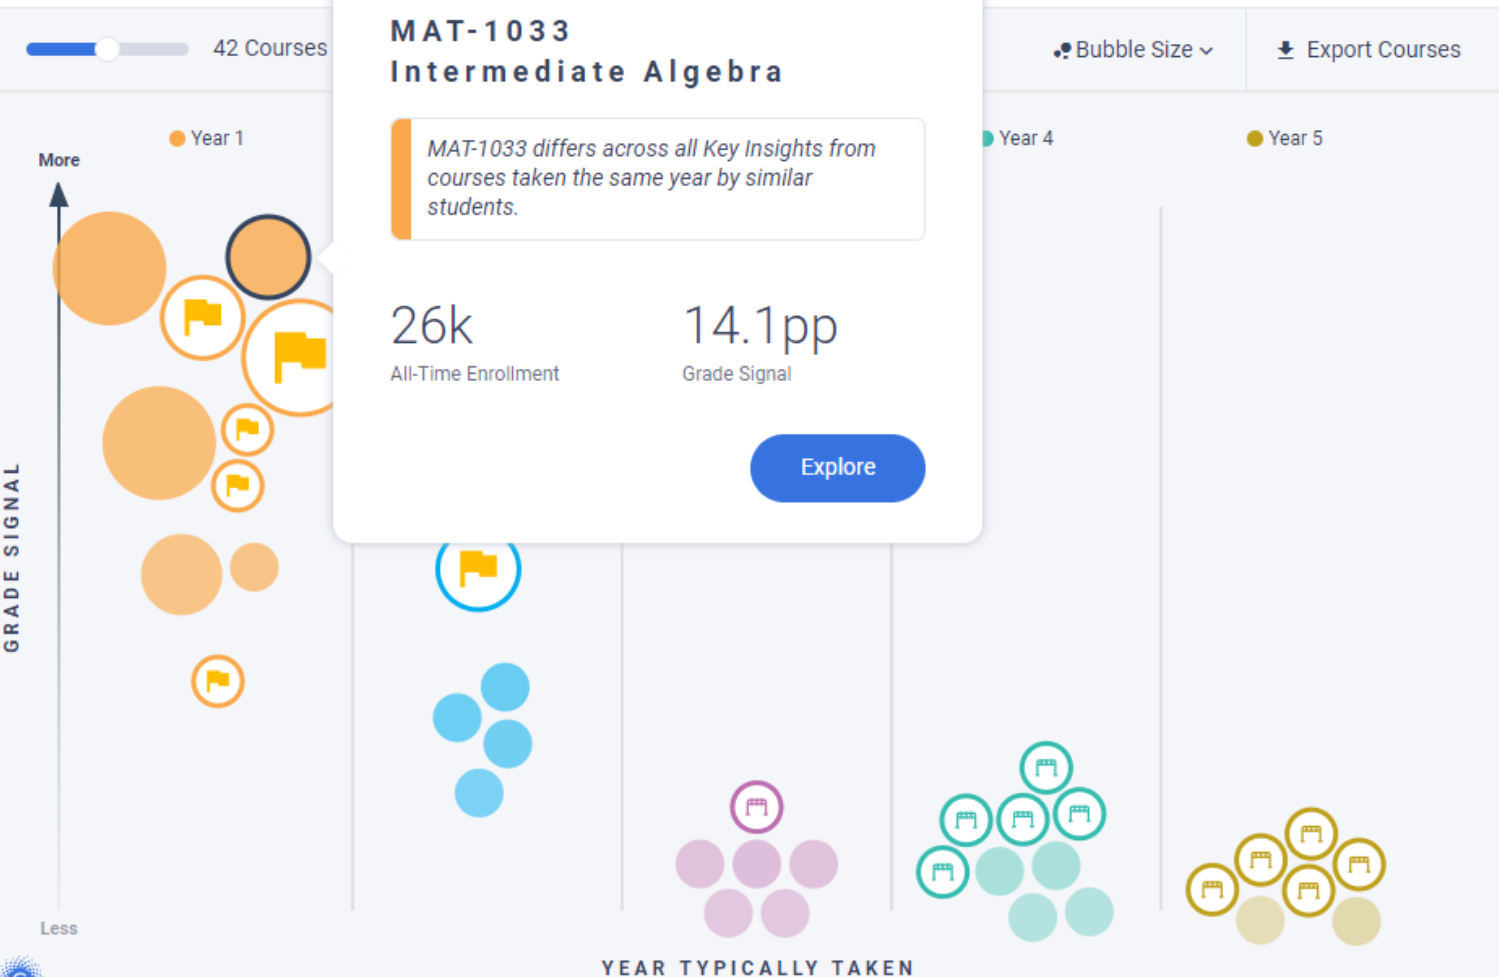 MAT-1033
Intermediate Algebra
42 Courses
Bubble Size
Export Courses
MAT-1033 differs across all Key Insights from
courses taken the same year by similar
students.
Year 1
Year 4
Year 5
More
26k
14.1pp
All-Time Enrollment
Grade Signal
Explore
GRADE SIGNAL
Less
YEAR TYPICALLY TAKEN